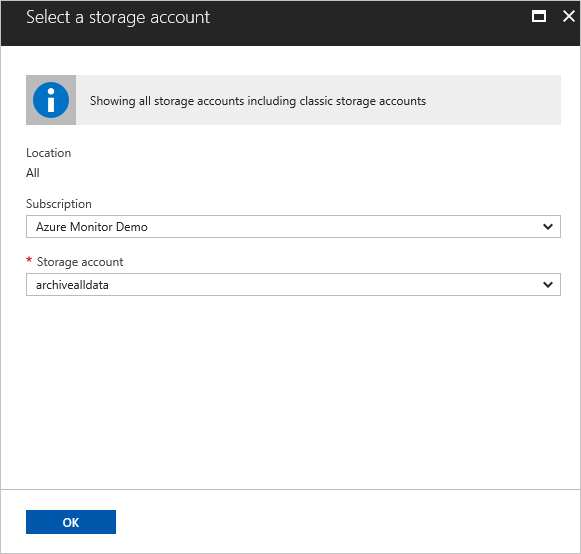 Select a storage account
Showing all storage accounts including classic storage accounts
Location
All
Subscription
Azure Monitor Demo
* Storage account
archivealldata
OK